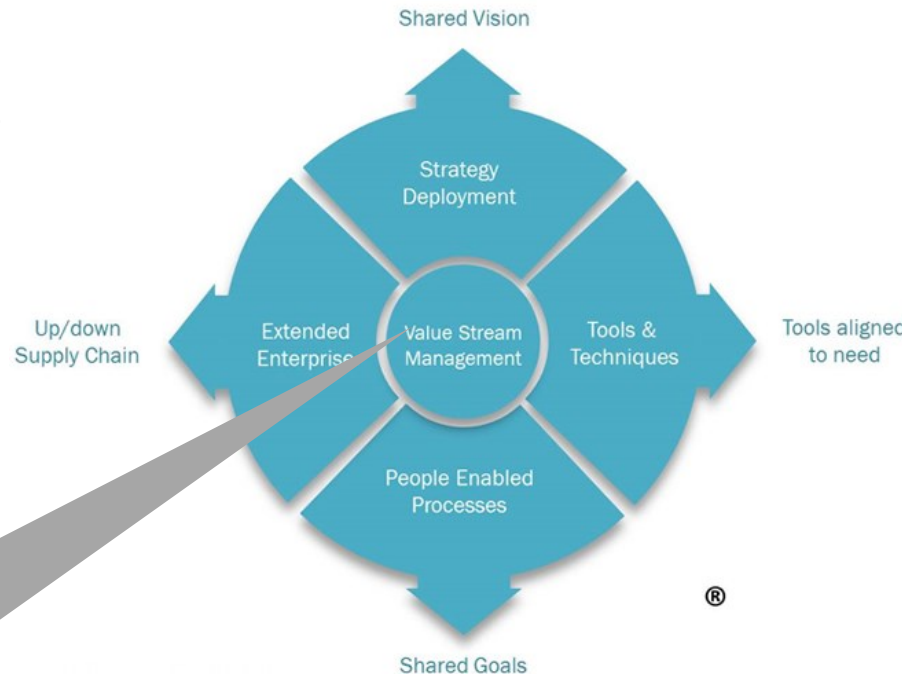 Shared Vision
Strategy
Deployment
Up/down
Supply Chain
Extended
Enterprise
Value Stream
Management
Tools &
Techniques
Tools aligned
to need
People Enabled
Processes
®
Shared Goals